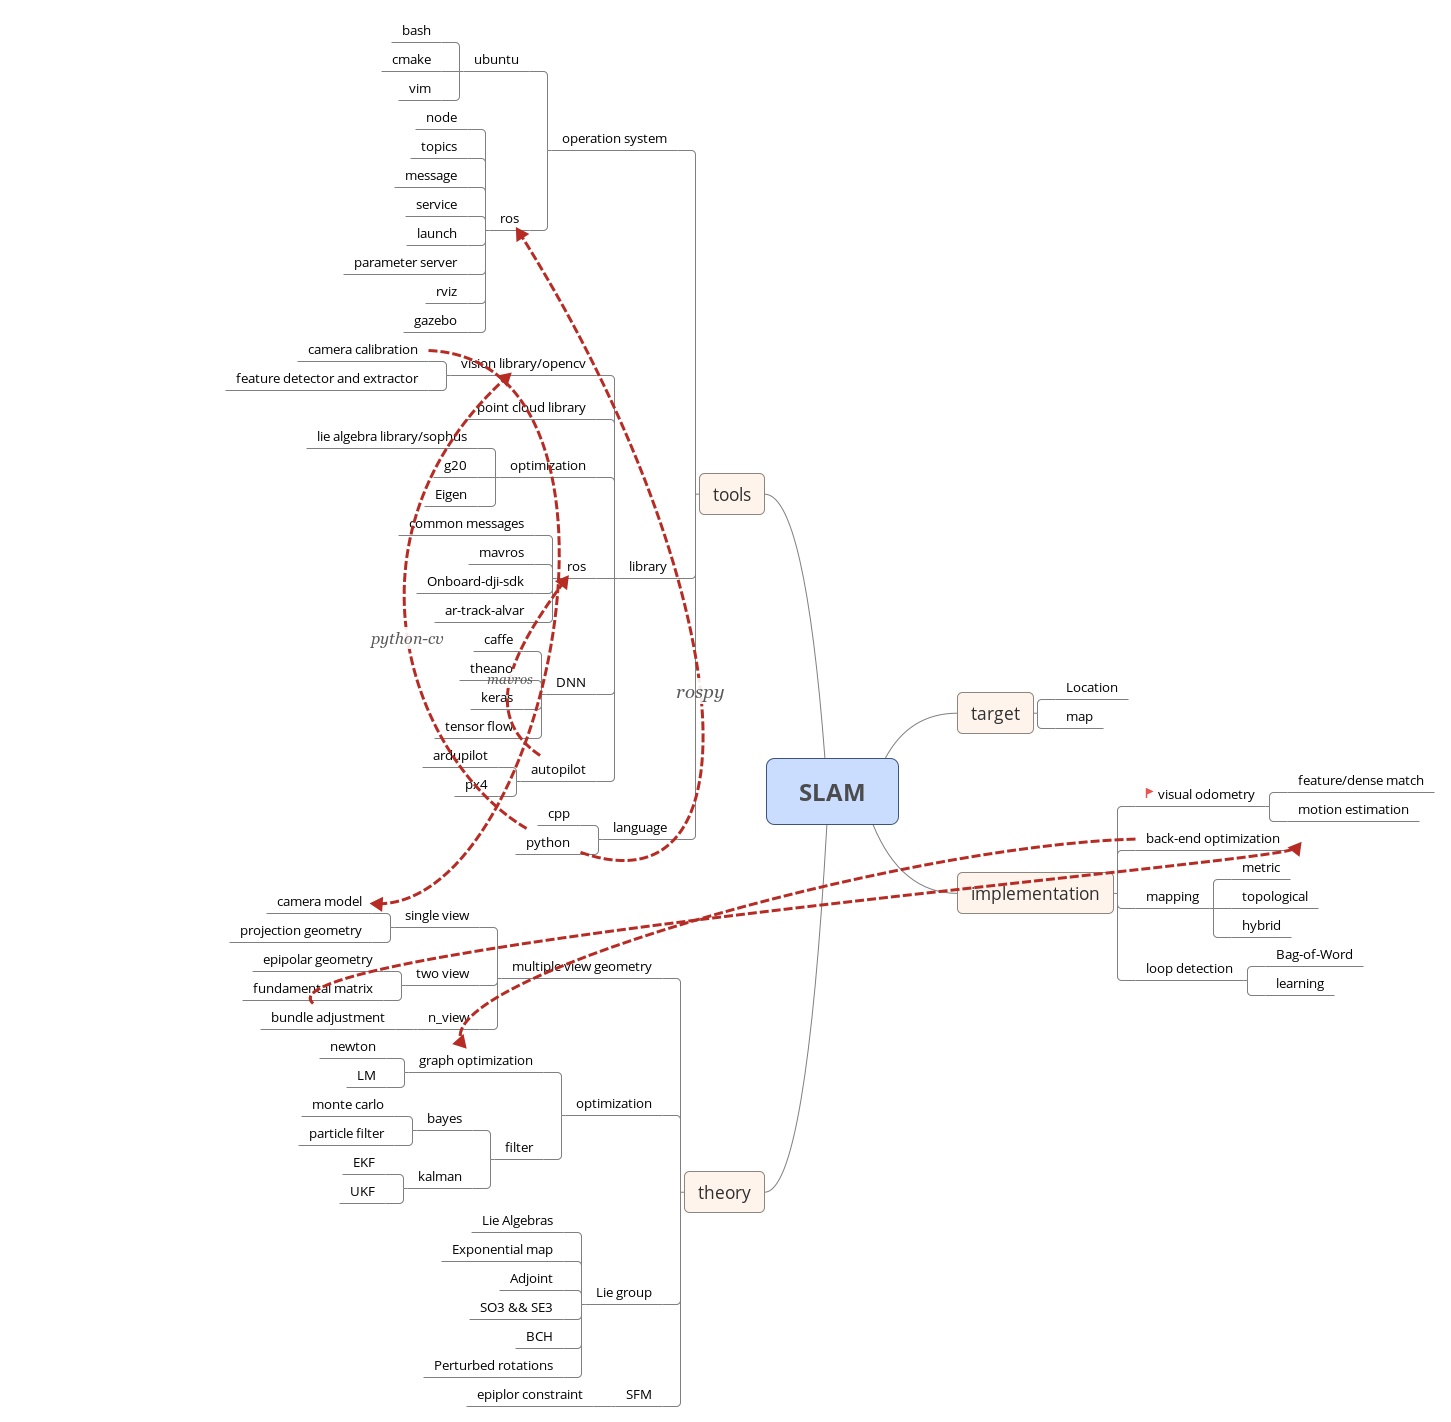 bash
cmake
ubuntu
vim
node
operation system
topics
message
service
ros
launch
parameter server
rviz
gazebo
camera calibration
vision library/opencv
feature detector and extractor
point cloud library
lie algebra library/sophus
g20
optimization
Eigen
tools
common messages
mavros
ros
library
Onboard-dji-sdk
ar-track-alvar
python-cv
caffe
theano
mavros
DNN
keras
rospy
tensor flow
ardupilot
autopilot
px4
cpp
language
python
SLAM
target
Location
map
visual odometry
feature/dense match
motion estimation
back-end optimization
implementation
metric
mapping
topological
hybrid
loop detection
Bag-of-Word
learning
camera model
single view
projection geometry
epipolar geometry
two view
multiple view geometry
fundamental matrix
bundle adjustment
n_view
newton
graph optimization
LM
monte carlo
optimization
bayes
particle filter
filter
EKF
kalman
UKF
theory
Lie Algebras
Exponential map
Adjoint
Lie group
SO3 && SE3
BCH
Perturbed rotations
epiplor constraint
SFM